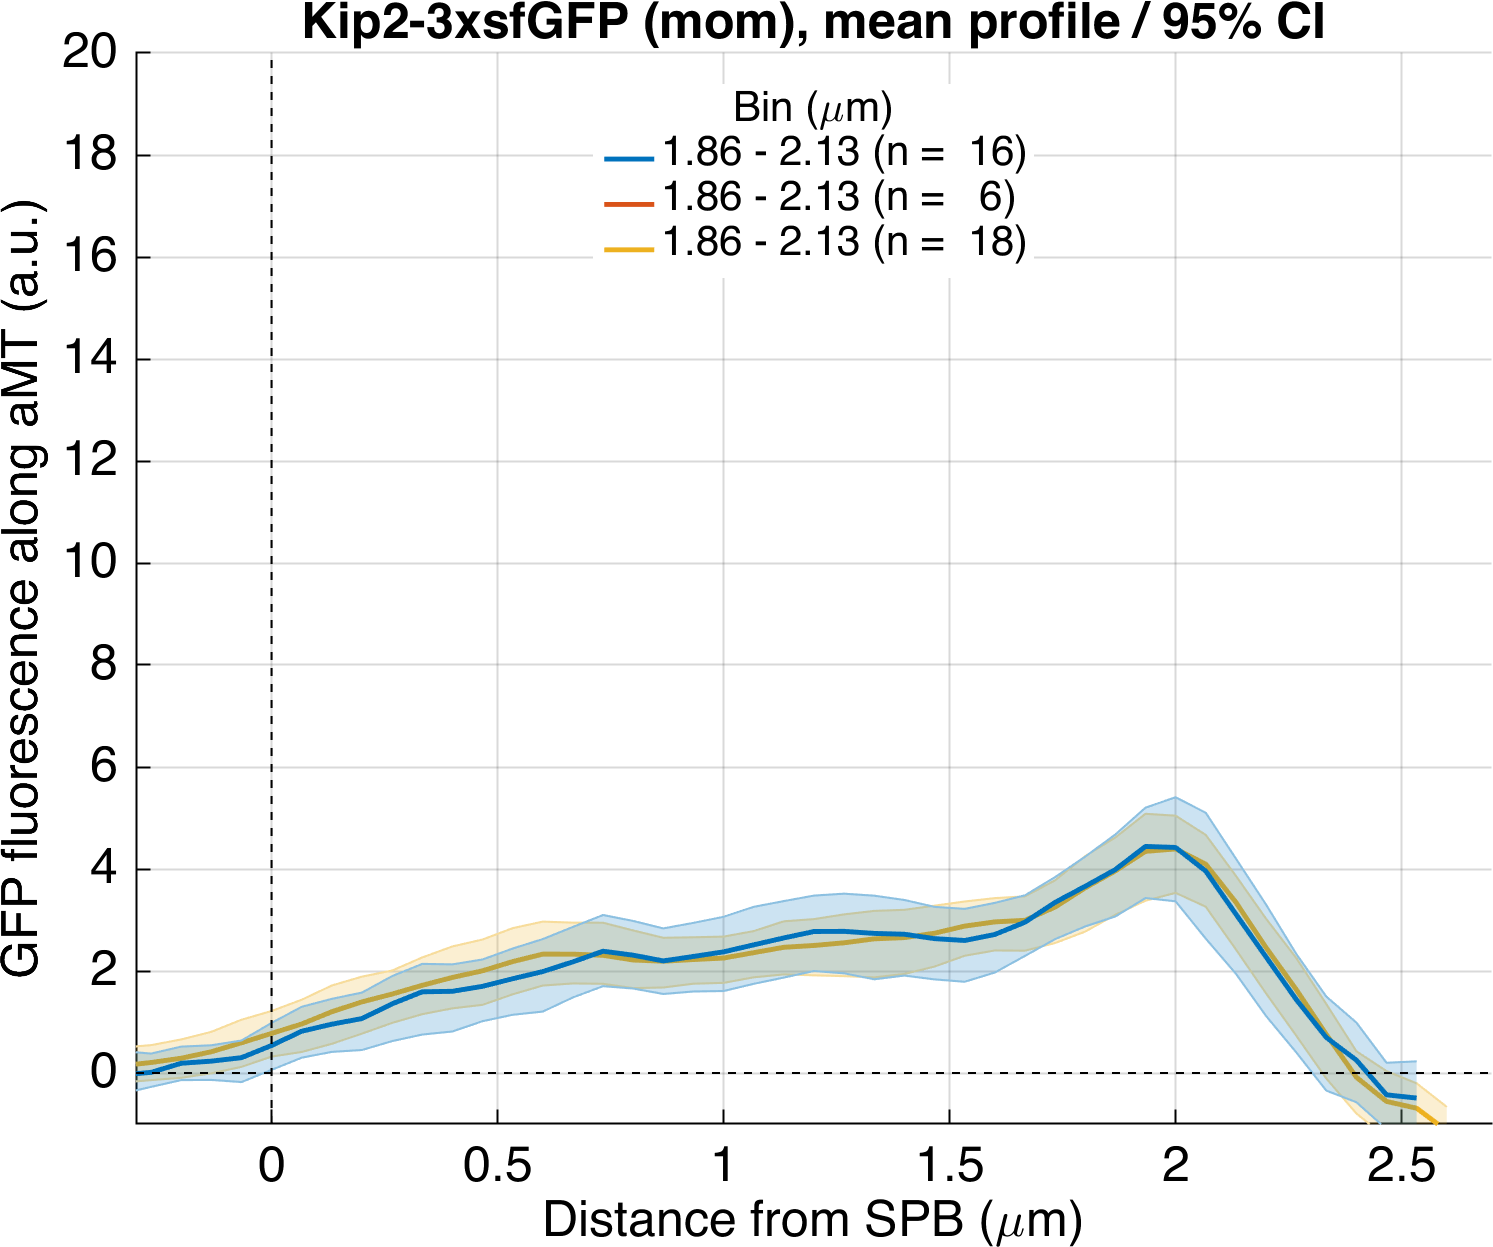 Kip2-3xsfGFP (mom), mean profile / 95% CI
GFP fluorescence along aMT (a.u.)
20
18
16
14
12
10
8
6
4
2
0
Bin (μm)
1.86 - 2.13 (n = 16)
1.86 - 2.13 (n = 6)
1.86 - 2.13 (n = 18)
0 0.5 1 1.5 2 2.5
Distance from SPB (μm)